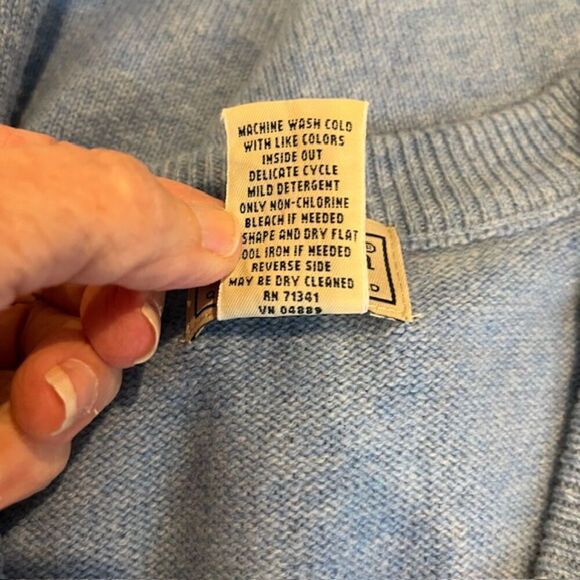 MACHINE WASH COLD
WITH LIKE COLORS
INSIDE OUT
DELICATE CYCLE
MILD DETERGENT
ONLY NON-CHLORINE
BLEACH IF NEEDED
SHAPE AND DRY FLAT
OOL IRON IF NEEDED
REVERSE SIDE
MAY BE DRY CLEANED
RN 71341
VN 04889
®
P